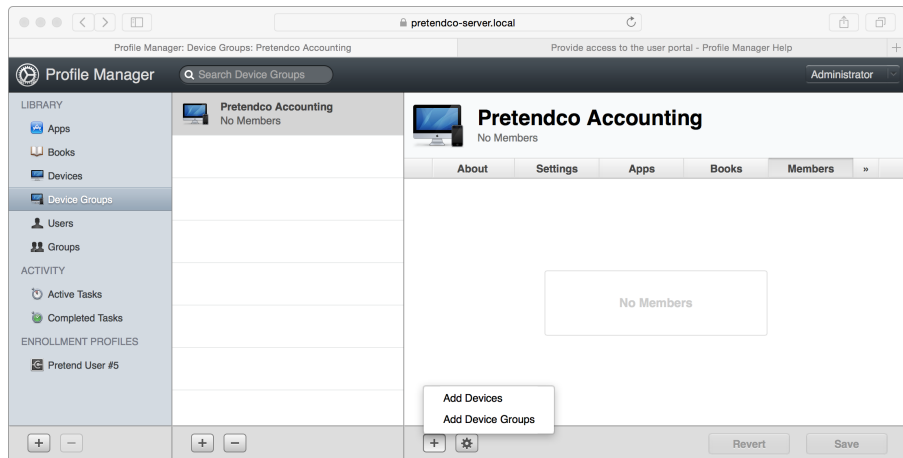 pretendco-server.local
Profile Manager: Device Groups: Pretendco Accounting
Provide access to the user portal - Profile Manager Help
Profile Manager
Search Device Groups
Administrator
LIBRARY
Apps
Books
Devices
Device Groups
Users
Groups
ACTIVITY
Active Tasks
Completed Tasks
ENROLLMENT PROFILES
Pretend User #5
Pretendco Accounting
No Members
Pretendco Accounting
No Members
About
Settings
Apps
Books
Members
»
No Members
Add Devices
Add Device Groups
Revert
Save